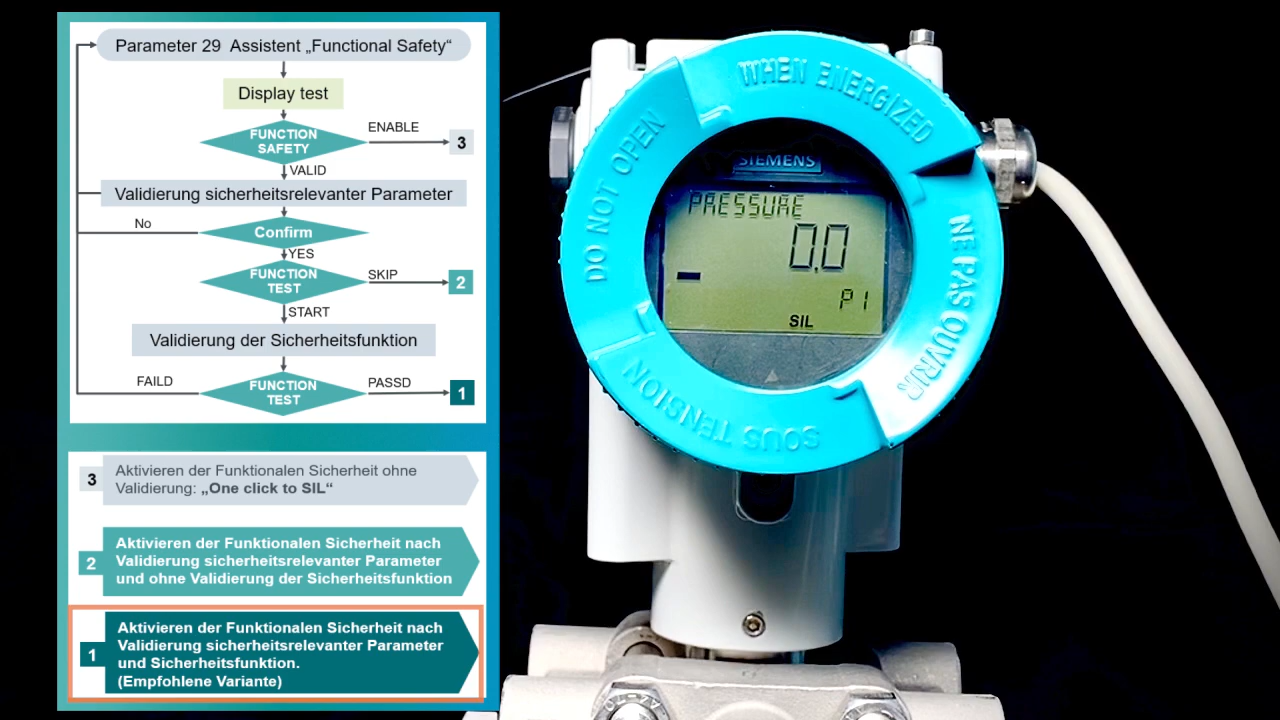 Parameter 29 Assistent „Functional Safety“
Display test
FUNCTION
SAFETY
ENABLE
3
VALID
Validierung sicherheitsrelevanter Parameter
No
Confirm
YES
FUNCTION
TEST
SKIP
2
START
Validierung der Sicherheitsfunktion
FAILD
FUNCTION
TEST
PASSD
1
3
Aktivieren der Funktionalen Sicherheit ohne
Validierung: „One click to SIL“
2
Aktivieren der Funktionalen Sicherheit nach
Validierung sicherheitsrelevanter Parameter
und ohne Validierung der Sicherheitsfunktion
1
Aktivieren der Funktionalen Sicherheit nach
Validierung sicherheitsrelevanter Parameter
und Sicherheitsfunktion.
(Empfohlene Variante)
DO NOT OPEN
WHEN ENERGIZED
NE PAS OUVRIR
SOUS TENSION
SIEMENS
PRESSURE
0.0
P1
SIL